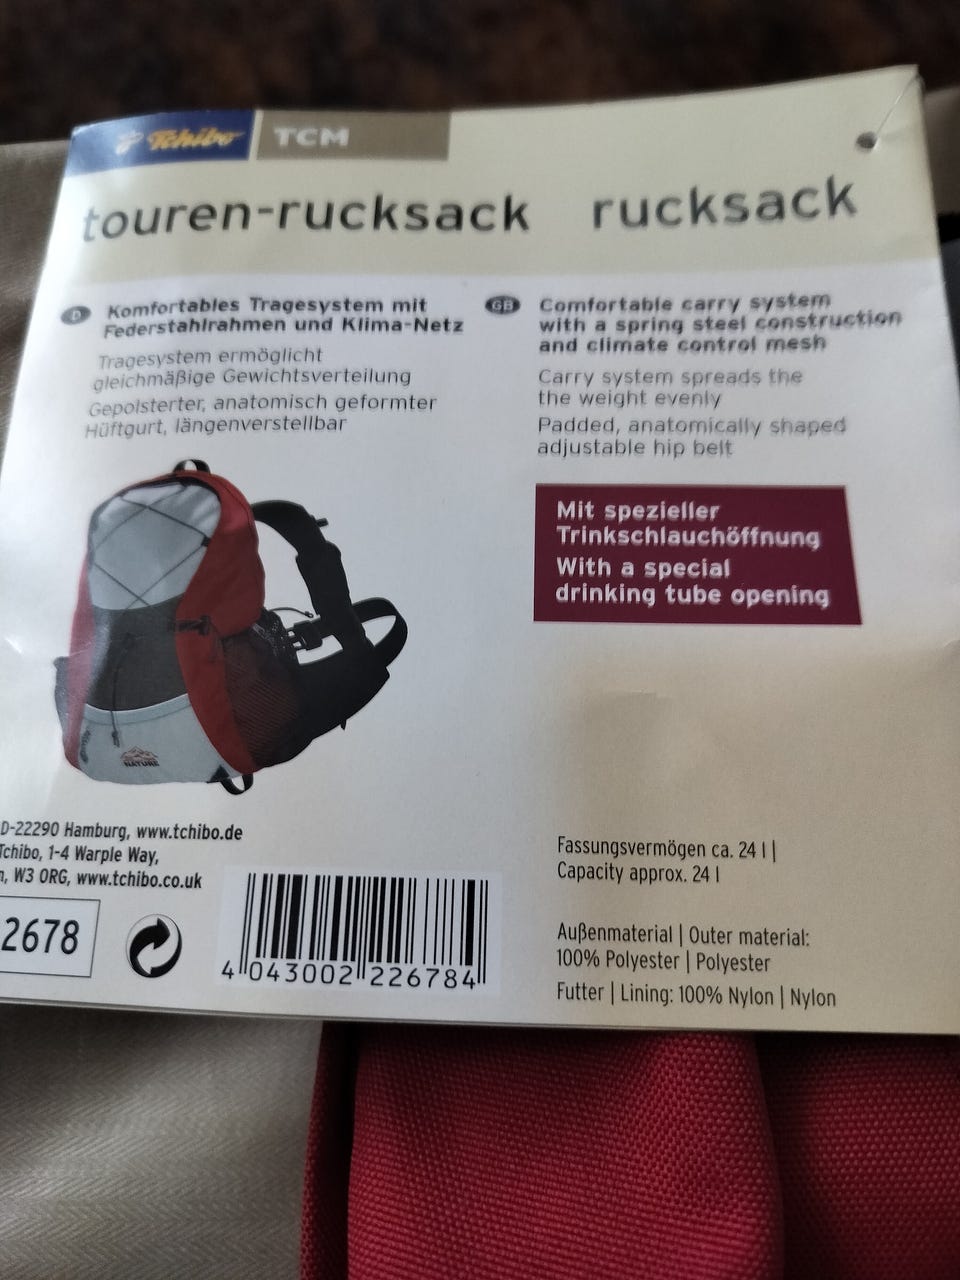 Tchibo TCM
touren-rucksack rucksack
D Komfortables Tragesystem mit
Federstahlrahmen und Klima-Netz
Tragesystem ermöglicht
gleichmäßige Gewichtsverteilung
Gepolsterter, anatomisch geformter
Hüftgurt, längenverstellbar
GB Comfortable carry system
with a spring steel construction
and climate control mesh
Carry system spreads the
the weight evenly
Padded, anatomically shaped
adjustable hip belt
Mit spezieller
Trinkschlauchöffnung
With a special
drinking tube opening
NATURE
D-22290 Hamburg, www.tchibo.de
Tchibo, 1-4 Warple Way,
n, W3 0RG, www.tchibo.co.uk
2678
4 043002 226784
Fassungsvermögen ca. 24 l |
Capacity approx. 24 l
Außenmaterial | Outer material:
100% Polyester | Polyester
Futter | Lining: 100% Nylon | Nylon